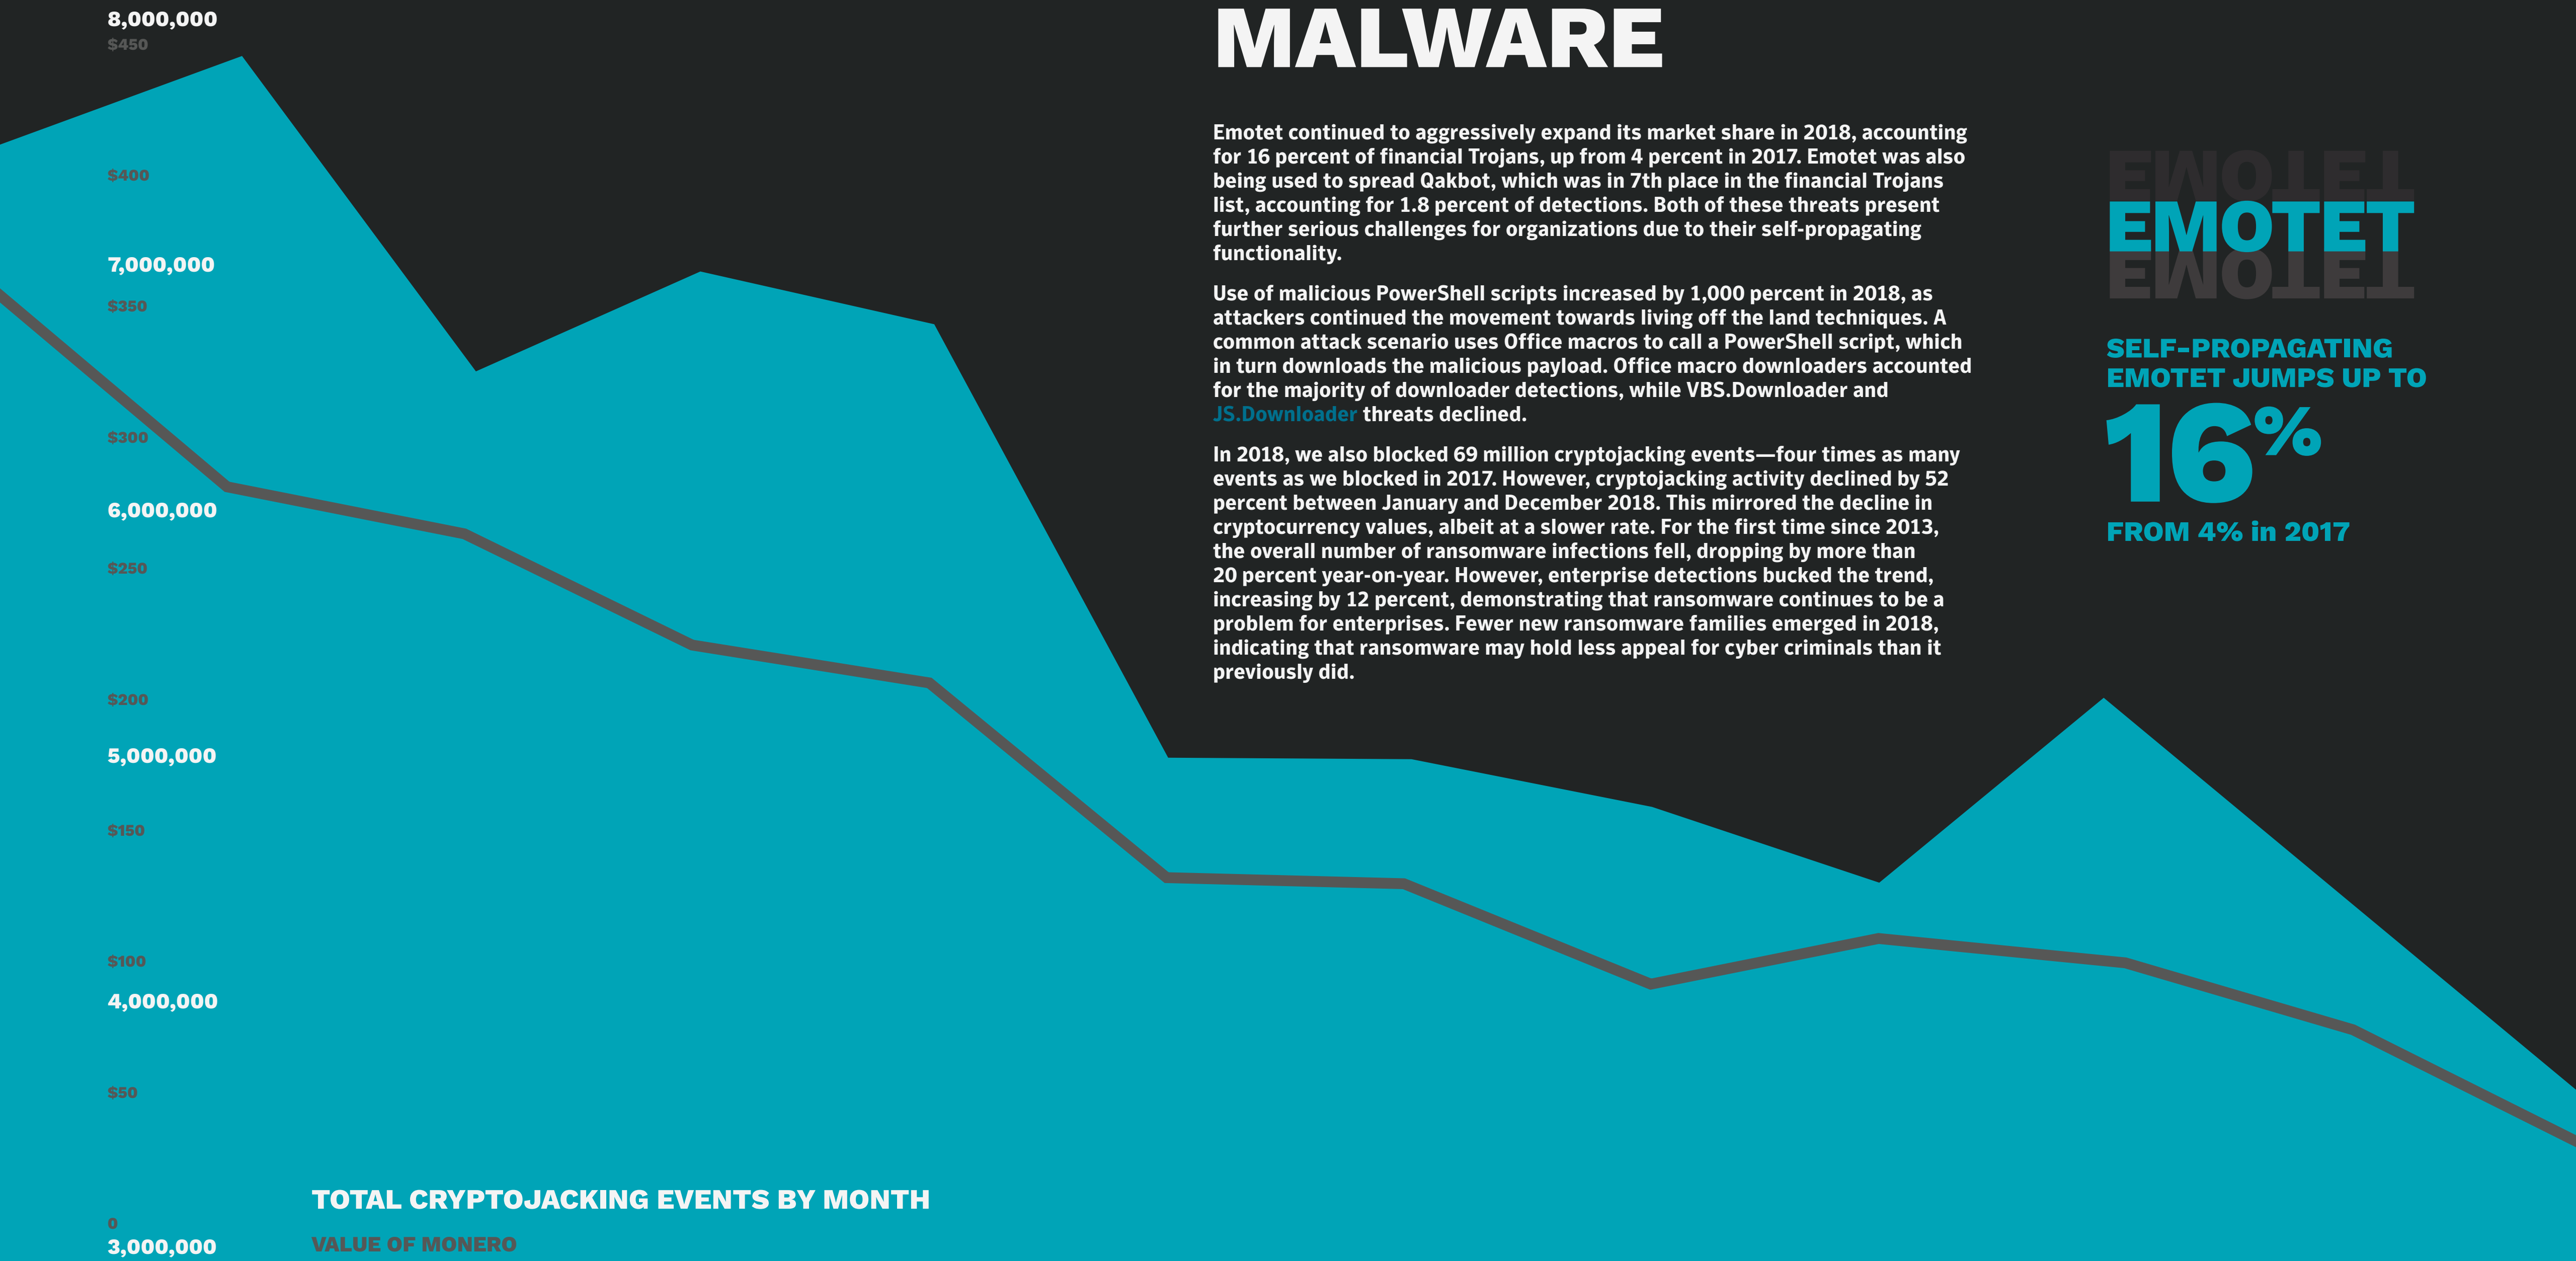 8,000,000
$450
$400
7,000,000
$350
$300
6,000,000
$250
$200
5,000,000
$150
$100
4,000,000
$50
0
3,000,000
TOTAL CRYPTOJACKING EVENTS BY MONTH
VALUE OF MONERO
MALWARE
Emotet continued to aggressively expand its market share in 2018, accounting
for 16 percent of financial Trojans, up from 4 percent in 2017. Emotet was also
being used to spread Qakbot, which was in 7th place in the financial Trojans
list, accounting for 1.8 percent of detections. Both of these threats present
further serious challenges for organizations due to their self-propagating
functionality.
Use of malicious PowerShell scripts increased by 1,000 percent in 2018, as
attackers continued the movement towards living off the land techniques. A
common attack scenario uses Office macros to call a PowerShell script, which
in turn downloads the malicious payload. Office macro downloaders accounted
for the majority of downloader detections, while VBS.Downloader and
JS.Downloader threats declined.
In 2018, we also blocked 69 million cryptojacking events—four times as many
events as we blocked in 2017. However, cryptojacking activity declined by 52
percent between January and December 2018. This mirrored the decline in
cryptocurrency values, albeit at a slower rate. For the first time since 2013,
the overall number of ransomware infections fell, dropping by more than
20 percent year-on-year. However, enterprise detections bucked the trend,
increasing by 12 percent, demonstrating that ransomware continues to be a
problem for enterprises. Fewer new ransomware families emerged in 2018,
indicating that ransomware may hold less appeal for cyber criminals than it
previously did.
EMOTET
EMOTET
EMOTET
SELF-PROPAGATING
EMOTET JUMPS UP TO
16%
FROM 4% in 2017